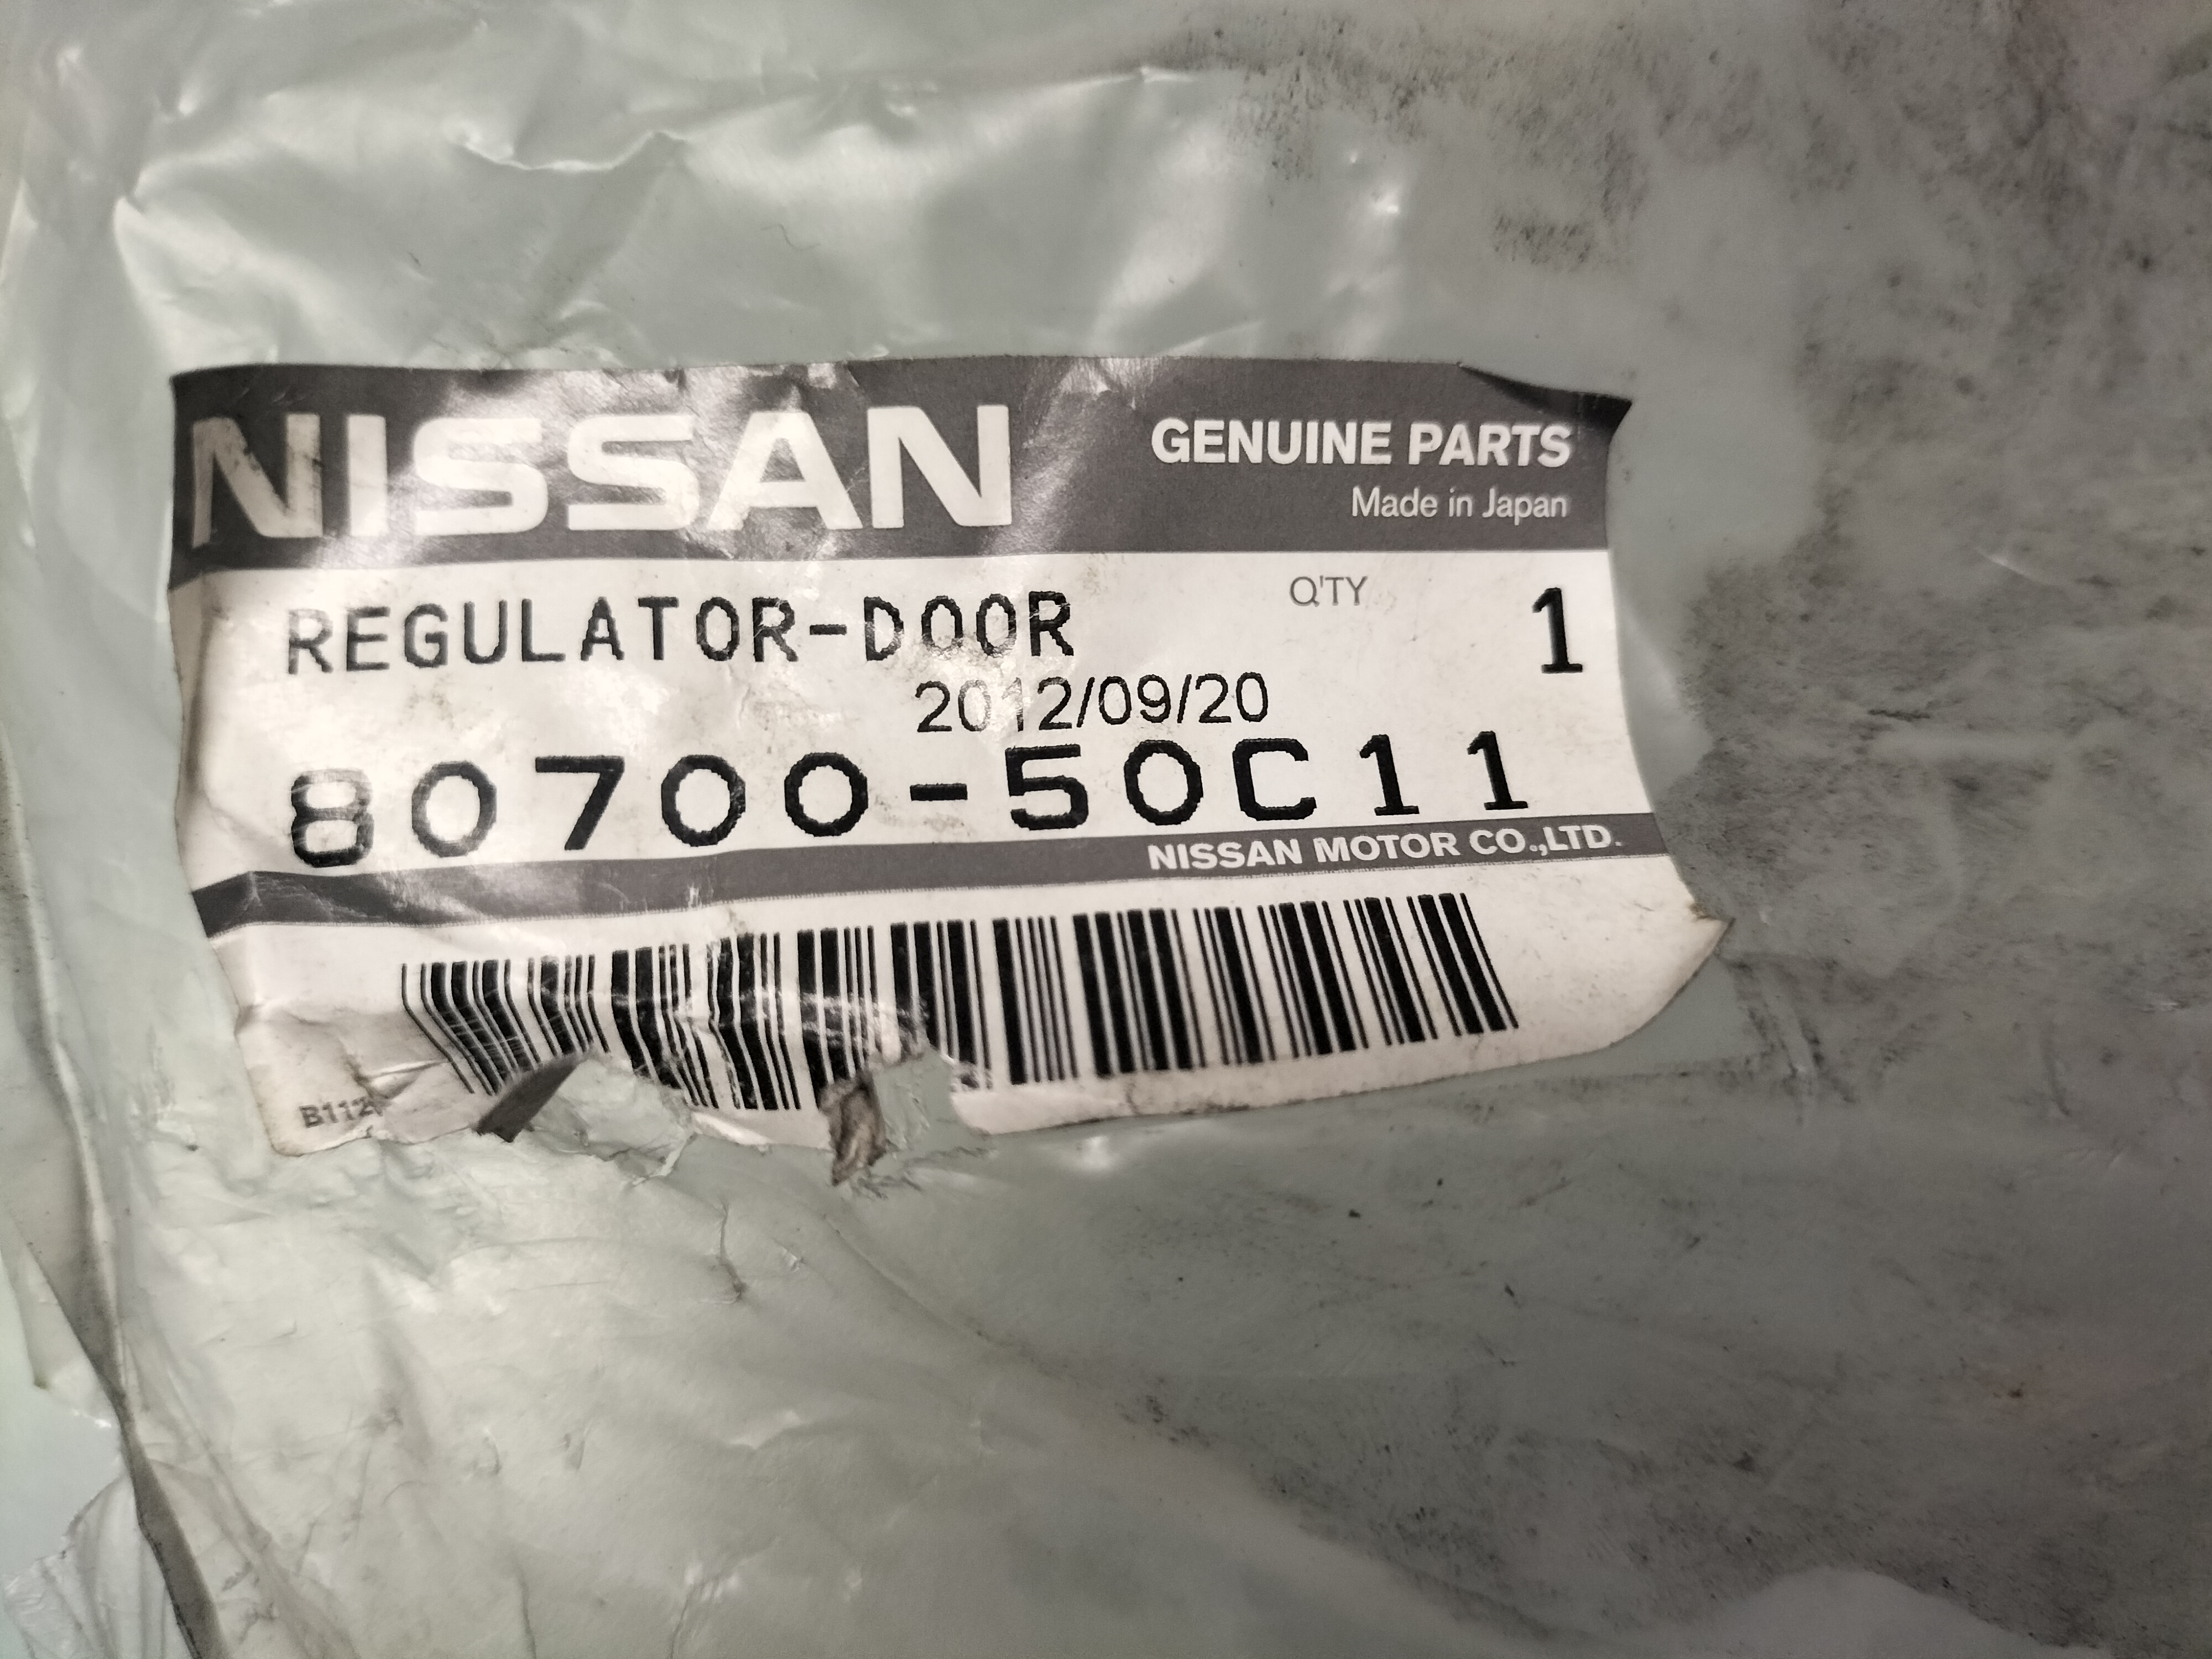 NISSAN
GENUINE PARTS
Made in Japan
REGULATOR-DOOR
Q'TY 1
2012/09/20
80700-50C11
NISSAN MOTOR CO.,LTD.